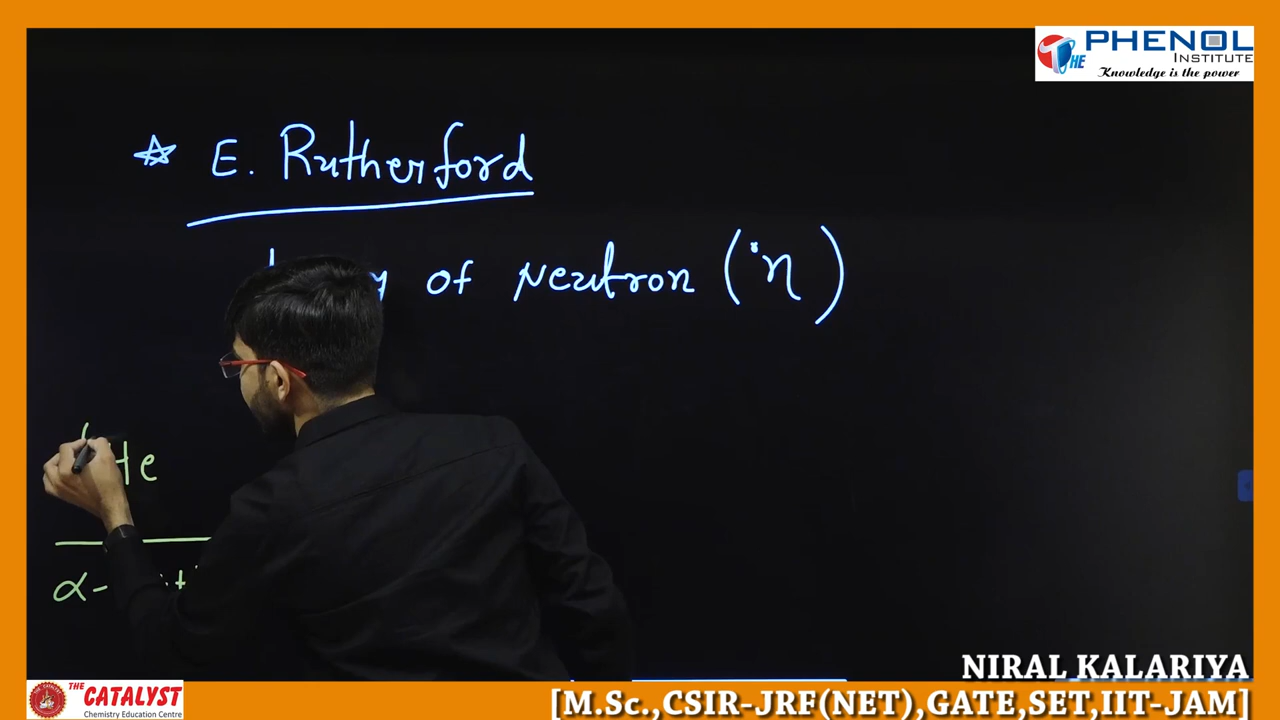 PHENOL
THE INSTITUTE
Knowledge is the power
☆ E. Rutherford
of Neutron (n)
He
α-
NIRAL KALARIYA
THE CATALYST
Chemistry Education Centre
[M.Sc.,CSIR-JRF(NET),GATE,SET,IIT-JAM]